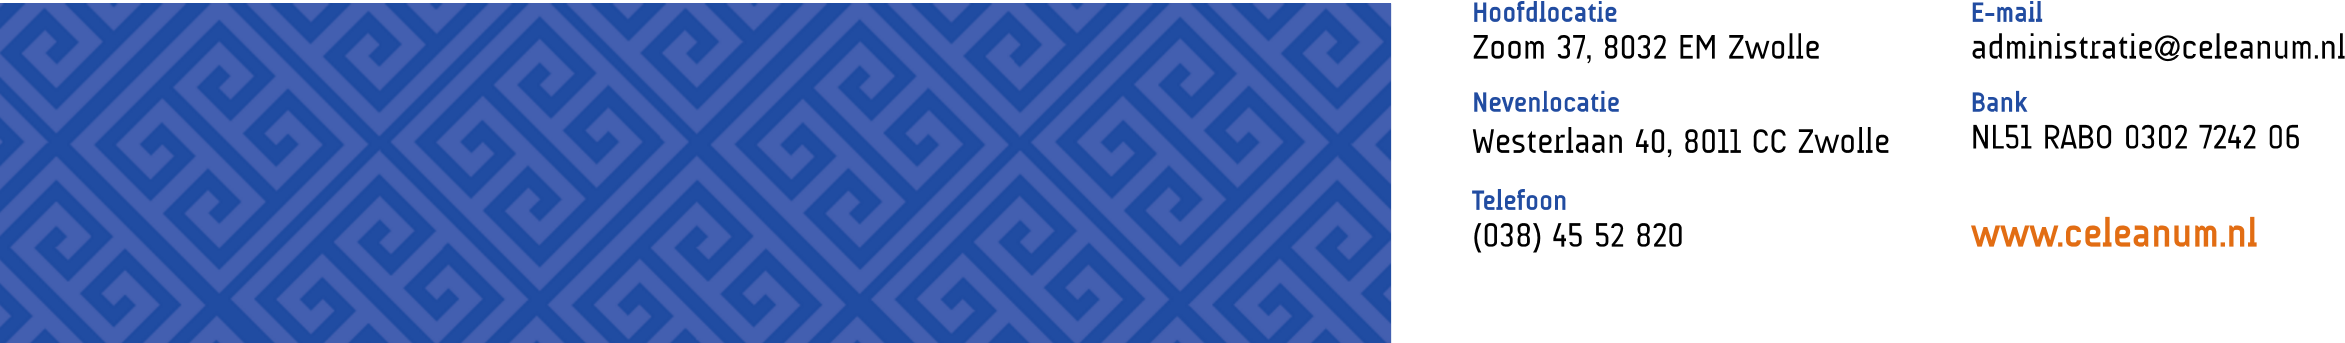 Hoofdlocatie
Zoom 37, 8032 EM Zwolle
Nevenlocatie
Westerlaan 40, 8011 CC Zwolle
Telefoon
(038) 45 52 820
E-mail
administratie@celeanum.nl
Bank
NL51 RABO 0302 7242 06
www.celeanum.nl